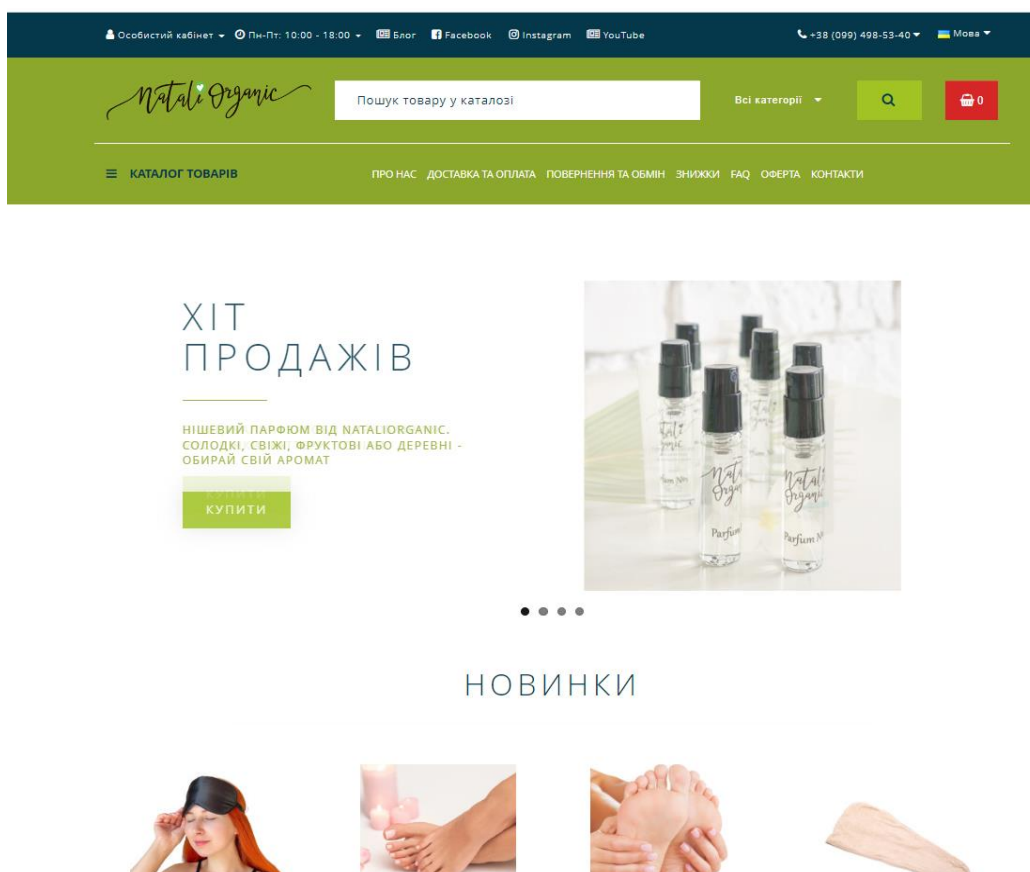 Особистий кабінет Пн-Пт: 10:00 - 18:00 Блог Facebook Instagram YouTube +38 (099) 498-53-40 Мова
Natali Organic Пошук товару у каталозі Всі категорії 0
КАТАЛОГ ТОВАРІВ ПРО НАС ДОСТАВКА ТА ОПЛАТА ПОВЕРНЕННЯ ТА ОБМІН ЗНИЖКИ FAQ ОФЕРТА КОНТАКТИ
ХІТ
ПРОДАЖІВ
НІШЕВИЙ ПАРФЮМ ВІД NATALIORGANIC.
СОЛОДКІ, СВІЖІ, ФРУКТОВІ АБО ДЕРЕВНІ -
ОБИРАЙ СВІЙ АРОМАТ
КУПИТИ
КУПИТИ
Natali
Organic
Parfum
НОВИНКИ